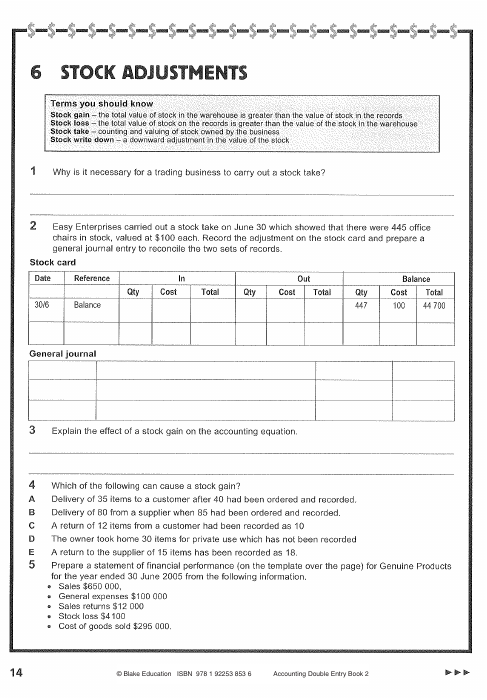 6 STOCK ADJUSTMENTS
Terms you should know
Stock gain – the total value of stock in the warehouse is greater than the value of stock in the records
Stock loss – the total value of stock on the records is greater than the value of the stock in the warehouse
Stock take – counting and valuing of stock owned by the business
Stock write down – a downward adjustment in the value of the stock
1 Why is it necessary for a trading business to carry out a stock take?
2 Easy Enterprises carried out a stock take on June 30 which showed that there were 445 office
chairs in stock, valued at $100 each. Record the adjustment on the stock card and prepare a
general journal entry to reconcile the two sets of records.
Stock card
Date Reference In Out Balance
Qty Cost Total Qty Cost Total Qty Cost Total
30/6 Balance 447 100 44 700
General journal
3 Explain the effect of a stock gain on the accounting equation.
4 Which of the following can cause a stock gain?
A Delivery of 35 items to a customer after 40 had been ordered and recorded.
B Delivery of 80 from a supplier when 85 had been ordered and recorded.
C A return of 12 items from a customer had been recorded as 10
D The owner took home 30 items for private use which has not been recorded
E A return to the supplier of 15 items has been recorded as 18.
5 Prepare a statement of financial performance (on the template over the page) for Genuine Products
for the year ended 30 June 2005 from the following information.
• Sales $650 000,
• General expenses $100 000
• Sales returns $12 000
• Stock loss $4100
• Cost of goods sold $295 000.
14 © Blake Education ISBN 978 1 92253 853 6 Accounting Double Entry Book 2